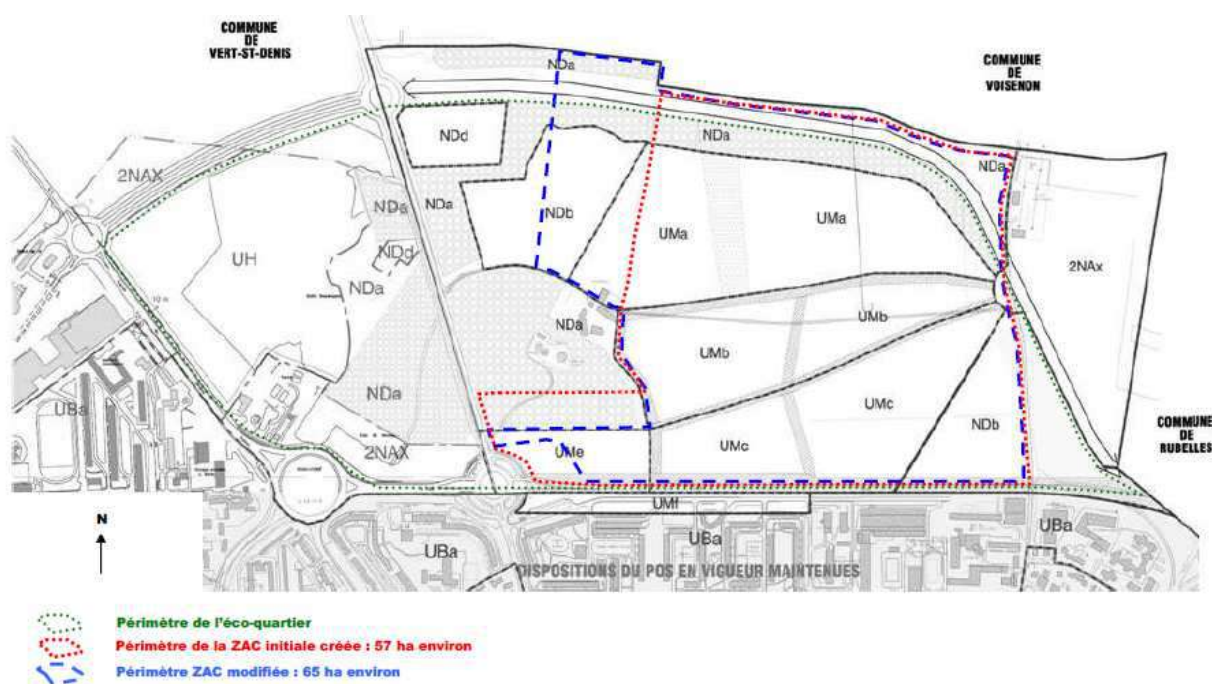 COMMUNE
DE
VERT-ST-DENIS
COMMUNE
DE
VOISENON
NDa
NDd
NDa
NDa
2NAX
NDa
NDa
NDd
NDb
UMa
UMa
2NAx
UH
NDa
NDa
UMb
UMb
UMc
NDa
NDb
UBa
2NAX
UMe
UMc
COMMUNE
DE
RUBELLES
N
UMf
UBa
UBa
UBa
DISPOSITIONS DU POS EN VIGUEUR MAINTENUES
Périmètre de l'éco-quartier
Périmètre de la ZAC initiale créée : 57 ha environ
Périmètre ZAC modifiée : 65 ha environ